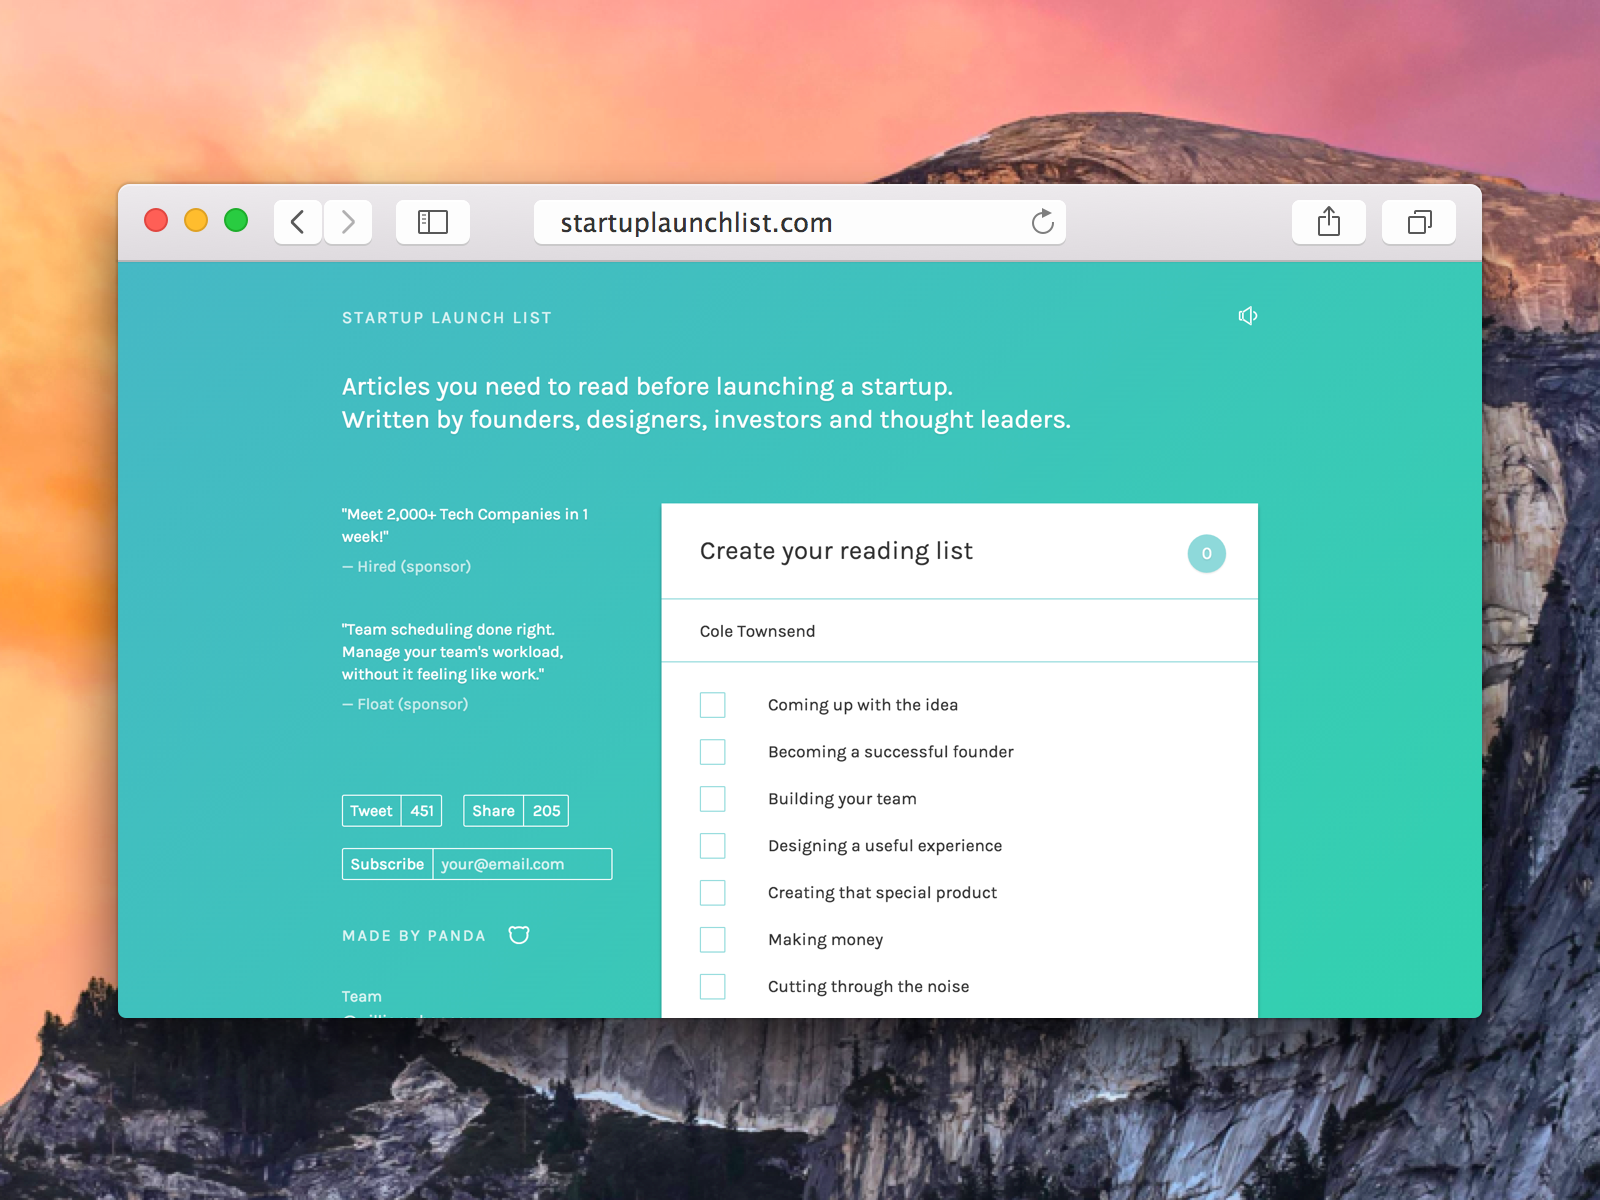 startuplaunchlist.com
STARTUP LAUNCH LIST
Articles you need to read before launching a startup.
Written by founders, designers, investors and thought leaders.
"Meet 2,000+ Tech Companies in 1
week!"
— Hired (sponsor)
"Team scheduling done right.
Manage your team's workload,
without it feeling like work."
— Float (sponsor)
Tweet 451 Share 205
Subscribe your@email.com
MADE BY PANDA
Team
Create your reading list 0
Cole Townsend
Coming up with the idea
Becoming a successful founder
Building your team
Designing a useful experience
Creating that special product
Making money
Cutting through the noise